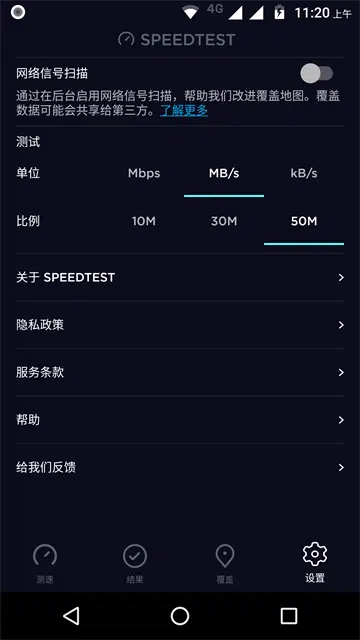 4G 11:20 上午
SPEEDTEST
网络信号扫描
通过在后台启用网络信号扫描，帮助我们改进覆盖地图。覆盖
数据可能会共享给第三方。了解更多
测试
单位 Mbps MB/s kB/s
比例 10M 30M 50M
关于 SPEEDTEST
隐私政策
服务条款
帮助
给我们反馈
测速 结果 覆盖 设置